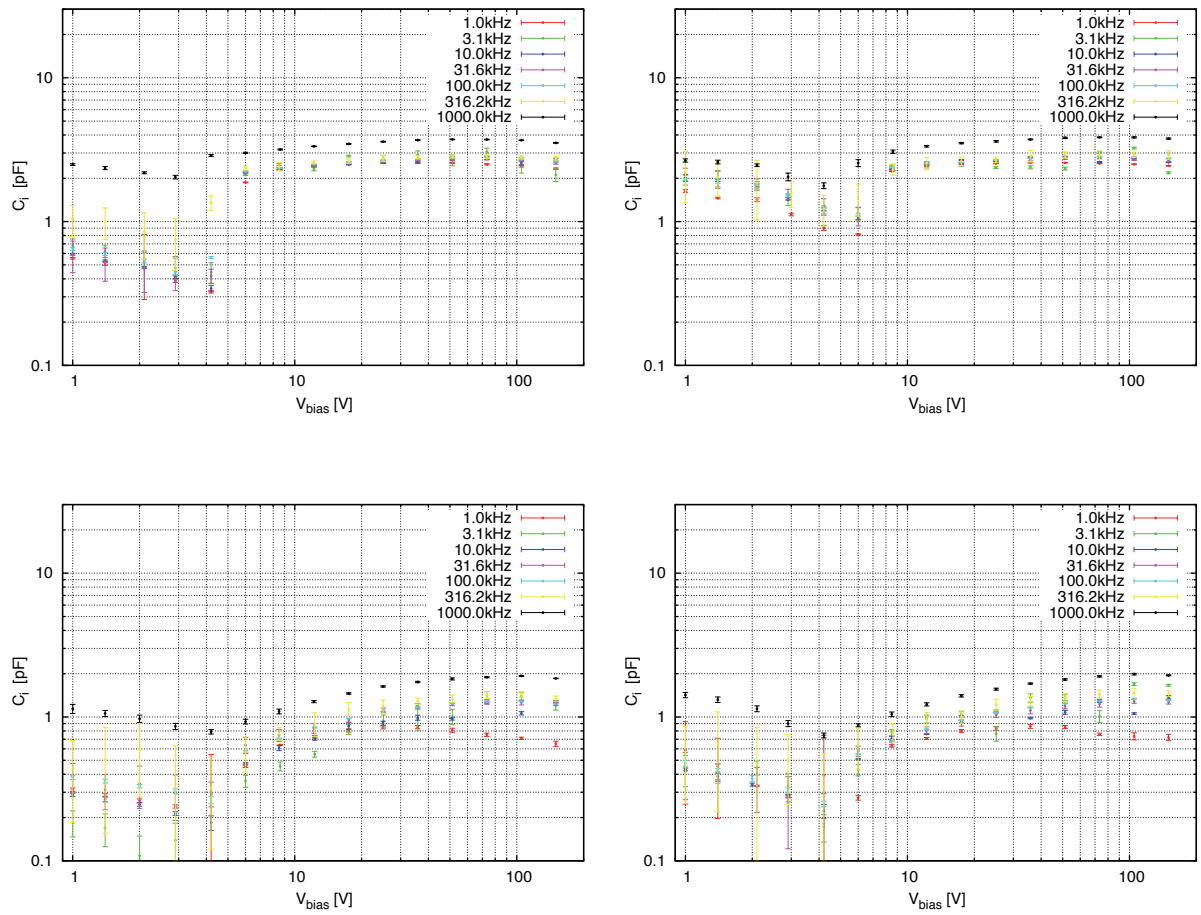 10
1
0.1
C_i [pF]
1 10 100
V_bias [V]
1.0kHz
3.1kHz
10.0kHz
31.6kHz
100.0kHz
316.2kHz
1000.0kHz
10
1
0.1
C_i [pF]
1 10 100
V_bias [V]
1.0kHz
3.1kHz
10.0kHz
31.6kHz
100.0kHz
316.2kHz
1000.0kHz
10
1
0.1
C_i [pF]
1 10 100
V_bias [V]
1.0kHz
3.1kHz
10.0kHz
31.6kHz
100.0kHz
316.2kHz
1000.0kHz
10
1
0.1
C_i [pF]
1 10 100
V_bias [V]
1.0kHz
3.1kHz
10.0kHz
31.6kHz
100.0kHz
316.2kHz
1000.0kHz